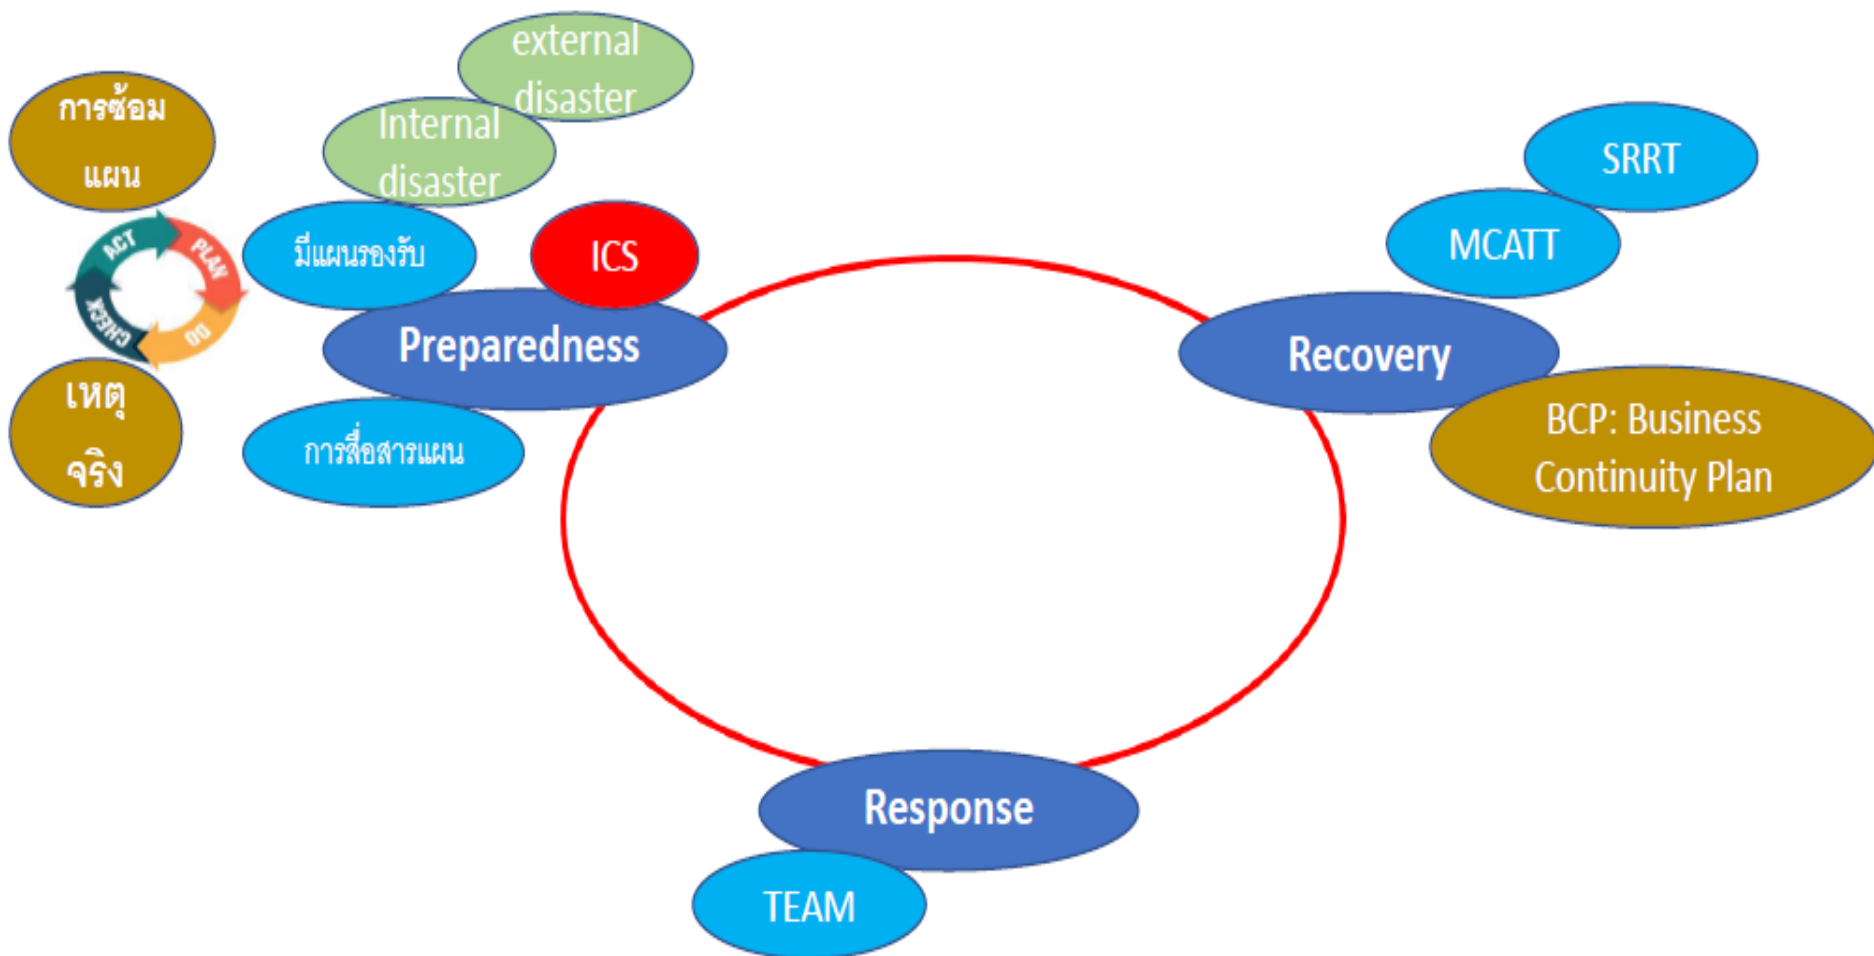 external
disaster
Internal
disaster
การซ้อม
แผน
ACT
PLAN
DO
CHECK
เหตุ
จริง
มีแผนรองรับ
ICS
Preparedness
การสื่อสารแผน
SRRT
MCATT
Recovery
BCP: Business
Continuity Plan
Response
TEAM